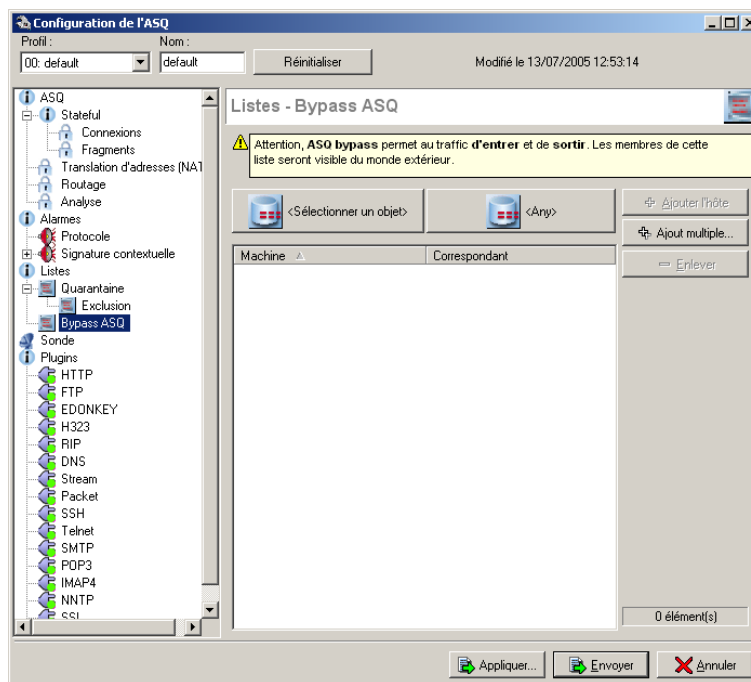 Configuration de l'ASQ
Profil :
Nom :
00: default
default
Réinitialiser
Modifié le 13/07/2005 12:53:14
ASQ
Stateful
Connexions
Fragments
Translation d'adresses (NAT
Routage
Analyse
Alarmes
Protocole
Signature contextuelle
Listes
Quarantaine
Exclusion
Bypass ASQ
Sonde
Plugins
HTTP
FTP
EDONKEY
H323
RIP
DNS
Stream
Packet
SSH
Telnet
SMTP
POP3
IMAP4
NNTP
SSL
Listes - Bypass ASQ
Attention, ASQ bypass permet au traffic d'entrer et de sortir. Les membres de cette
liste seront visible du monde extérieur.
<Sélectionner un objet>
<Any>
Ajouter l'hôte
Ajout multiple...
Enlever
Machine
Correspondant
0 élément(s)
Appliquer...
Envoyer
Annuler